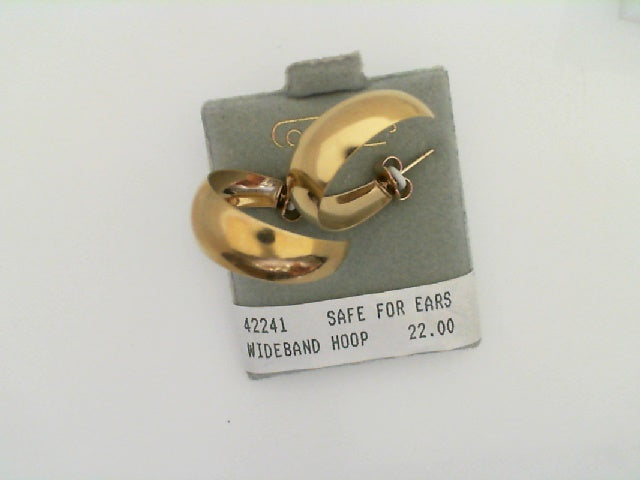 42241 SAFE FOR EARS
WIDEBAND HOOP 22.00